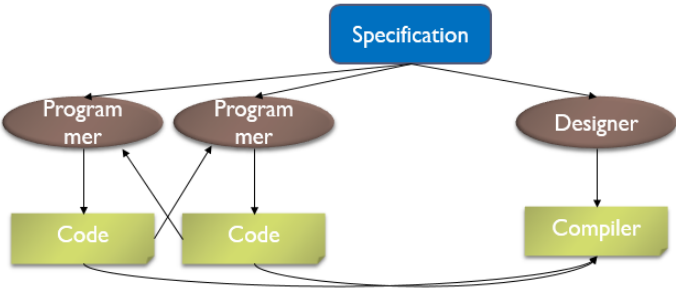 Specification
Program
mer
Program
mer
Designer
Code
Code
Compiler